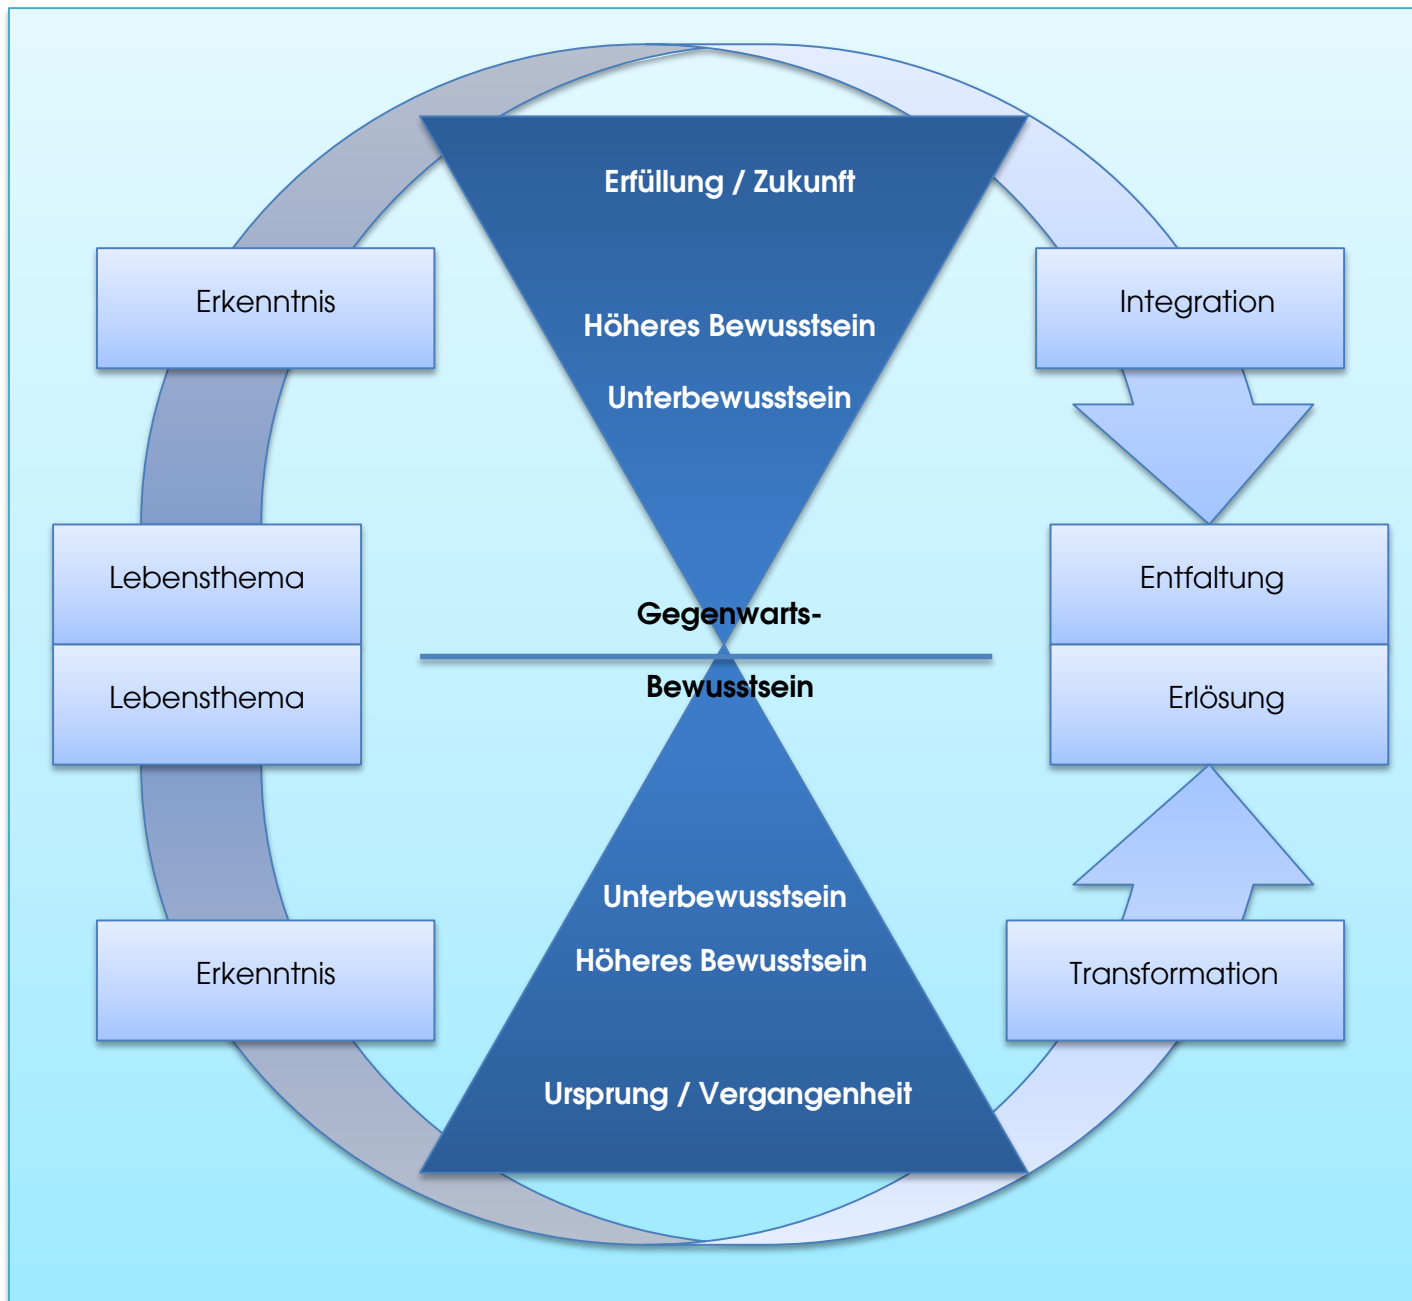 Erfüllung / Zukunft
Erkenntnis
Integration
Höheres Bewusstsein
Unterbewusstsein
Lebensthema
Entfaltung
Gegenwarts-
Bewusstsein
Lebensthema
Erlösung
Unterbewusstsein
Höheres Bewusstsein
Erkenntnis
Transformation
Ursprung / Vergangenheit